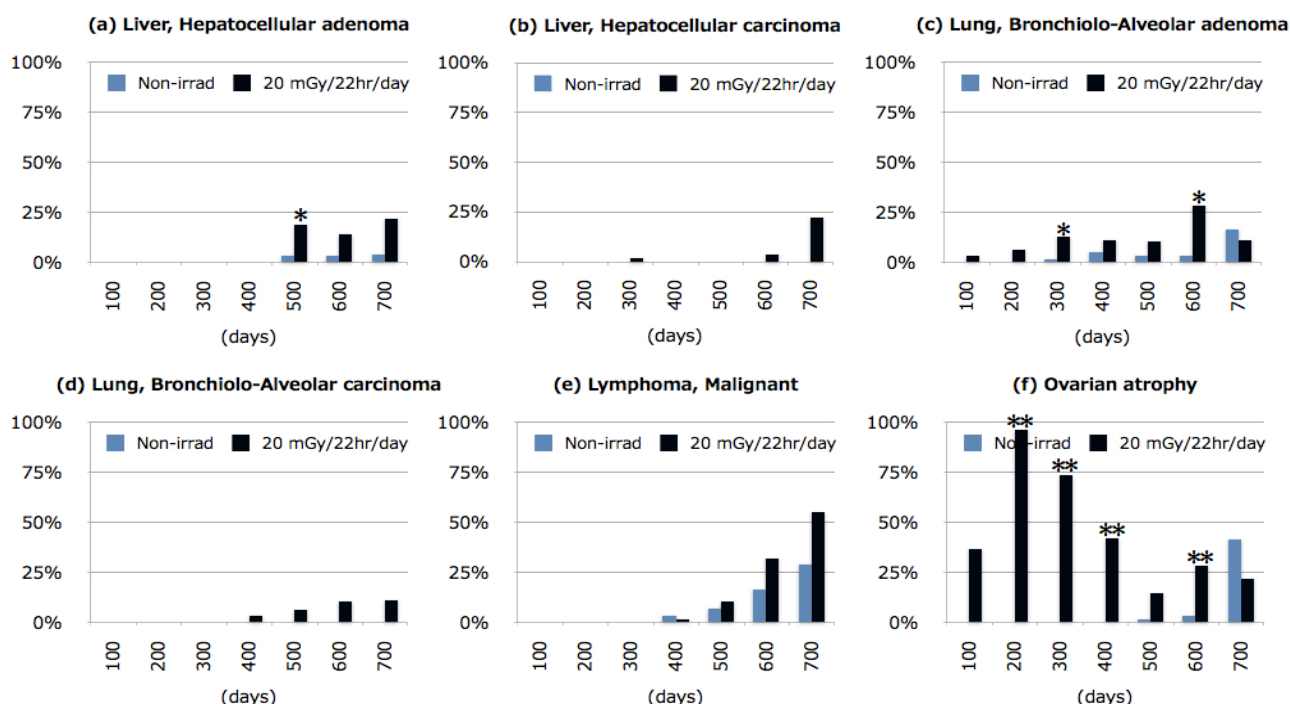 (a) Liver, Hepatocellular adenoma
100%
Non-irrad 20 mGy/22hr/day
75%
50%
25%
*
0%
100 200 300 400 500 600 700
(days)
(b) Liver, Hepatocellular carcinoma
100%
Non-irrad 20 mGy/22hr/day
75%
50%
25%
0%
100 200 300 400 500 600 700
(days)
(c) Lung, Bronchiolo-Alveolar adenoma
100%
Non-irrad 20 mGy/22hr/day
75%
50%
25%
* *
0%
100 200 300 400 500 600 700
(days)
(d) Lung, Bronchiolo-Alveolar carcinoma
100%
Non-irrad 20 mGy/22hr/day
75%
50%
25%
0%
100 200 300 400 500 600 700
(days)
(e) Lymphoma, Malignant
100%
Non-irrad 20 mGy/22hr/day
75%
50%
25%
0%
100 200 300 400 500 600 700
(days)
(f) Ovarian atrophy
100%
** ** ** **
Non-irrad 20 mGy/22hr/day
75%
50%
25%
0%
100 200 300 400 500 600 700
(days)